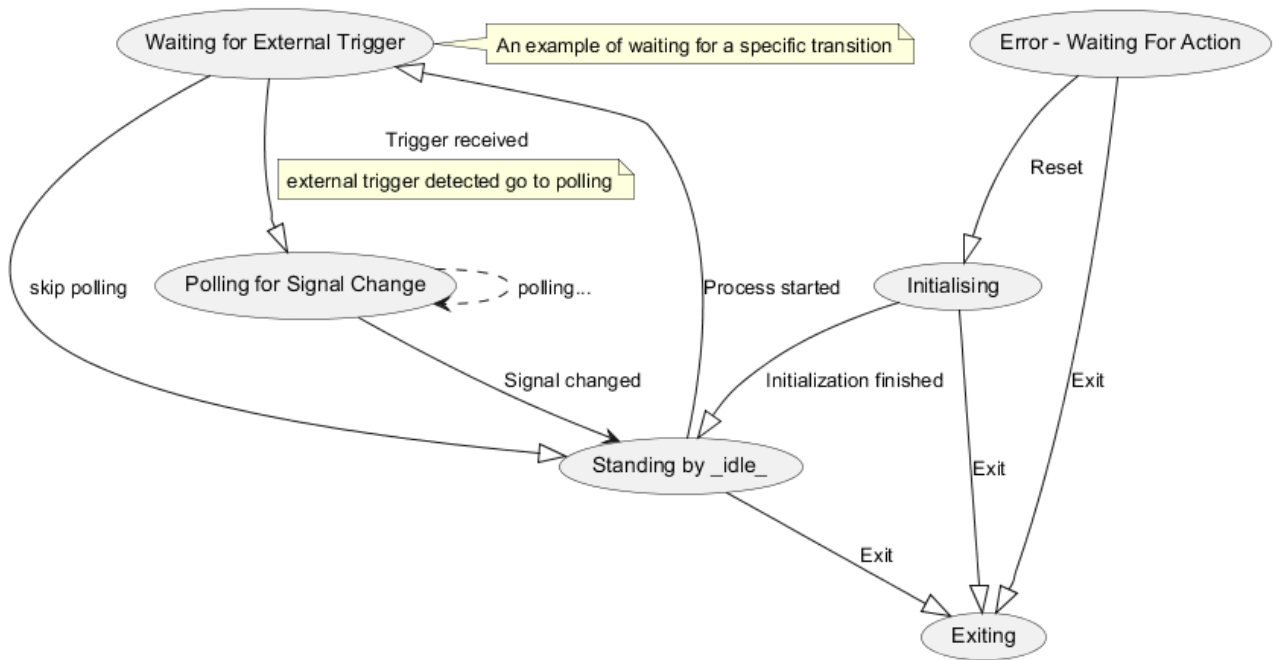 Waiting for External Trigger
An example of waiting for a specific transition
Error - Waiting For Action
Trigger received
external trigger detected go to polling
Reset
skip polling
Polling for Signal Change
polling...
Process started
Initialising
Signal changed
Initialization finished
Exit
Standing by _idle_
Exit
Exit
Exiting